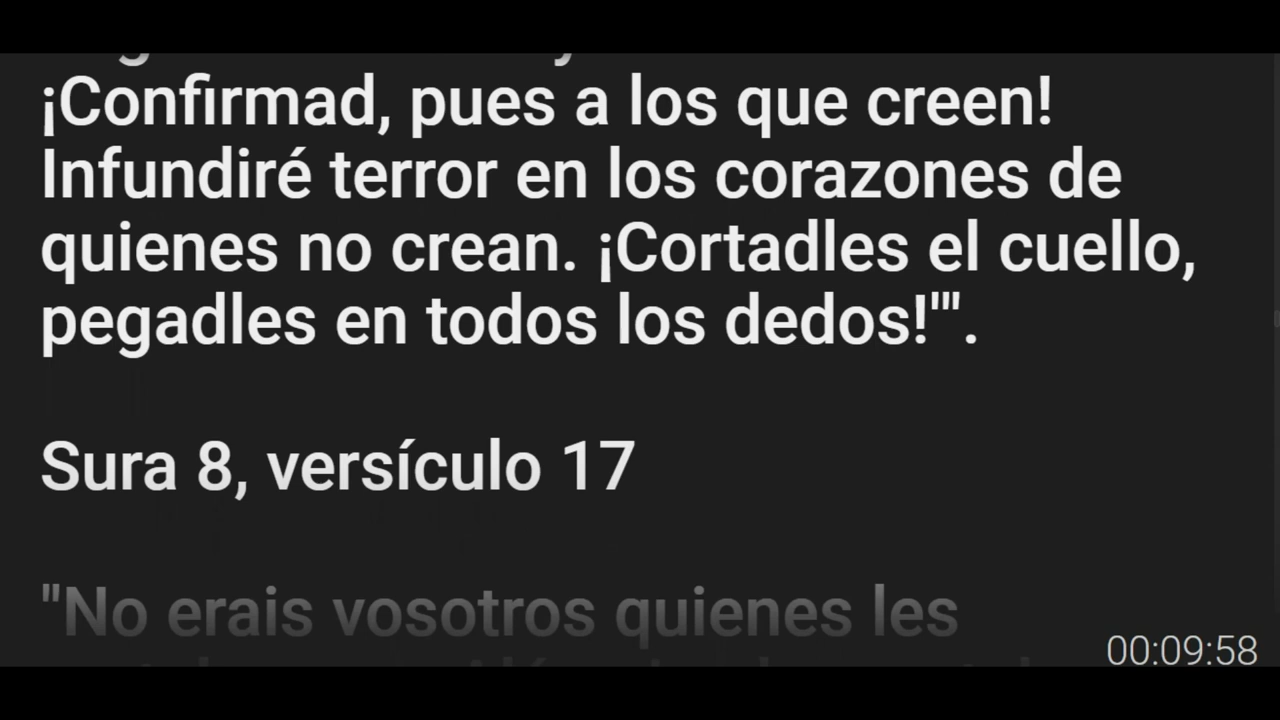 ¡Confirmad, pues a los que creen!
Infundiré terror en los corazones de
quienes no crean. ¡Cortadles el cuello,
pegadles en todos los dedos!'".
Sura 8, versículo 17
"No erais vosotros quienes les
00:09:58